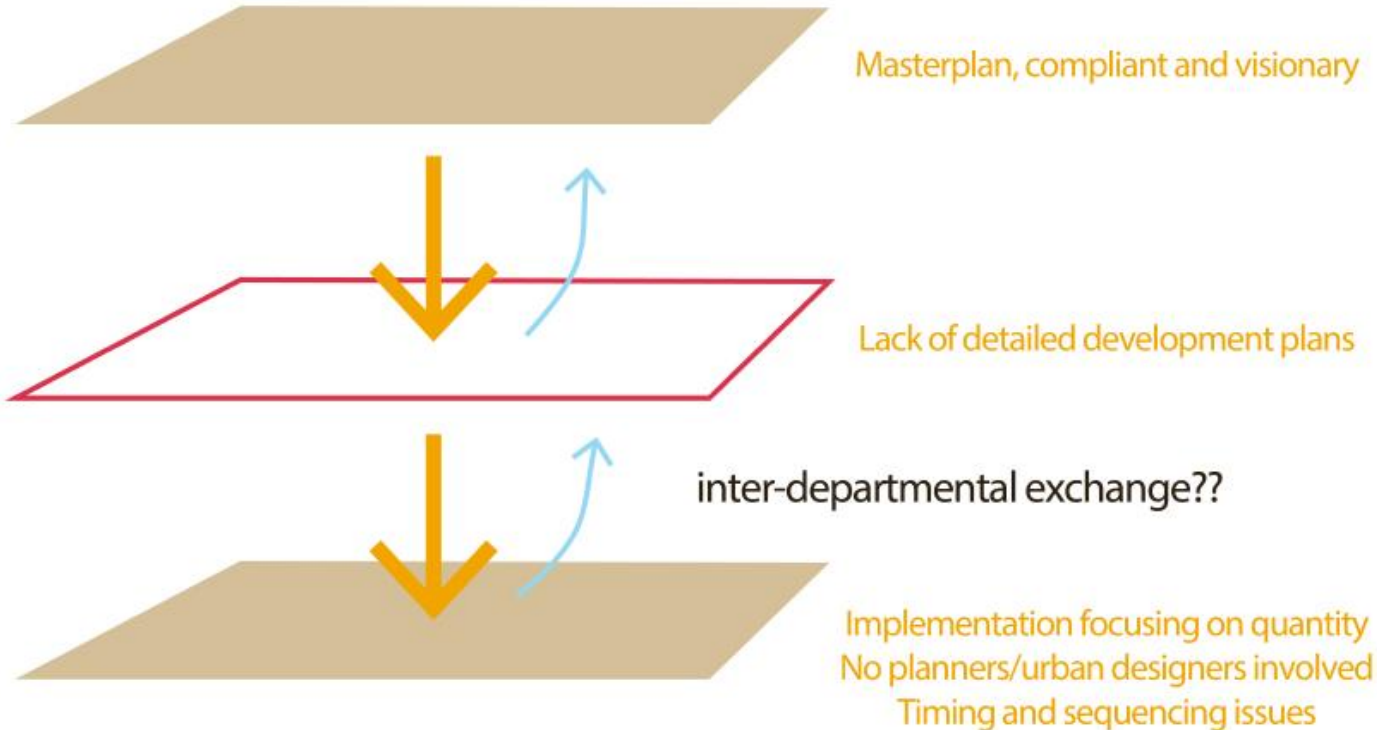 Masterplan, compliant and visionary
Lack of detailed development plans
inter-departmental exchange??
Implementation focusing on quantity
No planners/urban designers involved
Timing and sequencing issues